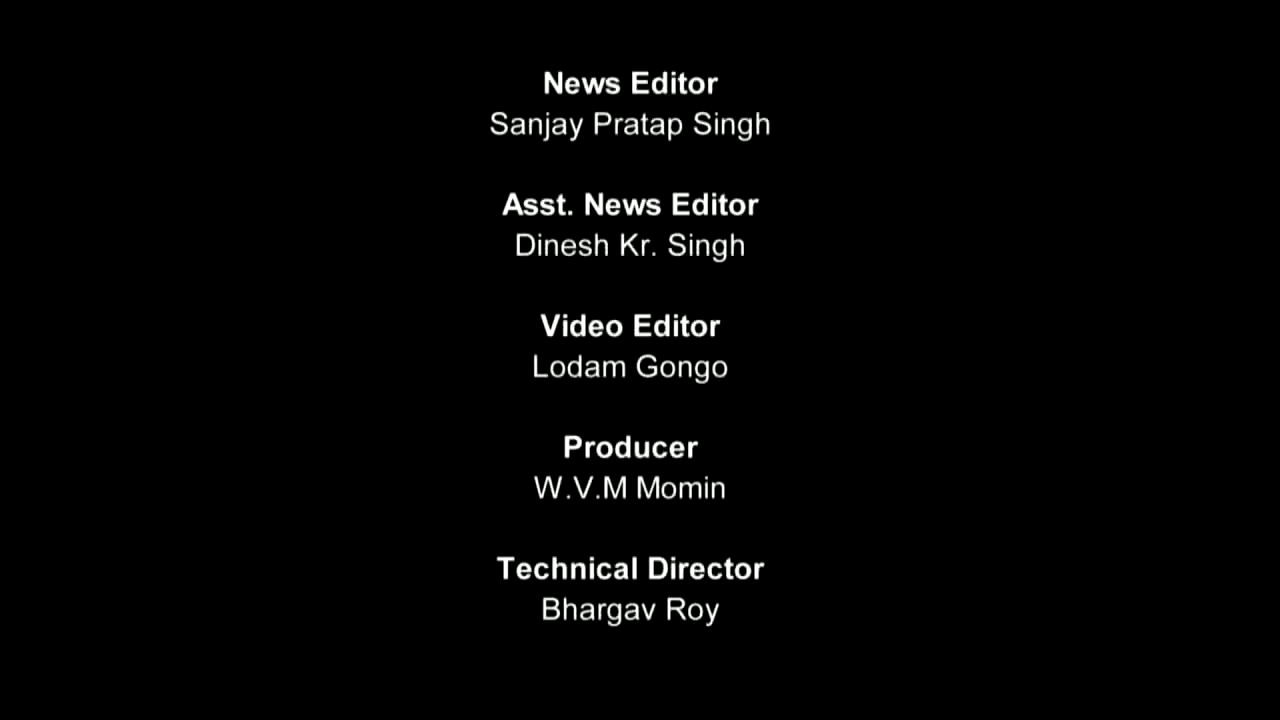 News Editor
Sanjay Pratap Singh
Asst. News Editor
Dinesh Kr. Singh
Video Editor
Lodam Gongo
Producer
W.V.M Momin
Technical Director
Bhargav Roy